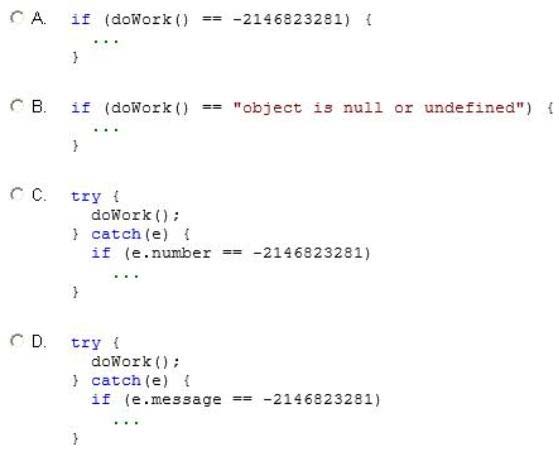 A. if (doWork() == -2146823281) {
...
}
B. if (doWork() == "object is null or undefined") {
...
}
C. try {
doWork();
} catch(e) {
if (e.number == -2146823281)
...
}
D. try {
doWork();
} catch(e) {
if (e.message == -2146823281)
...
}